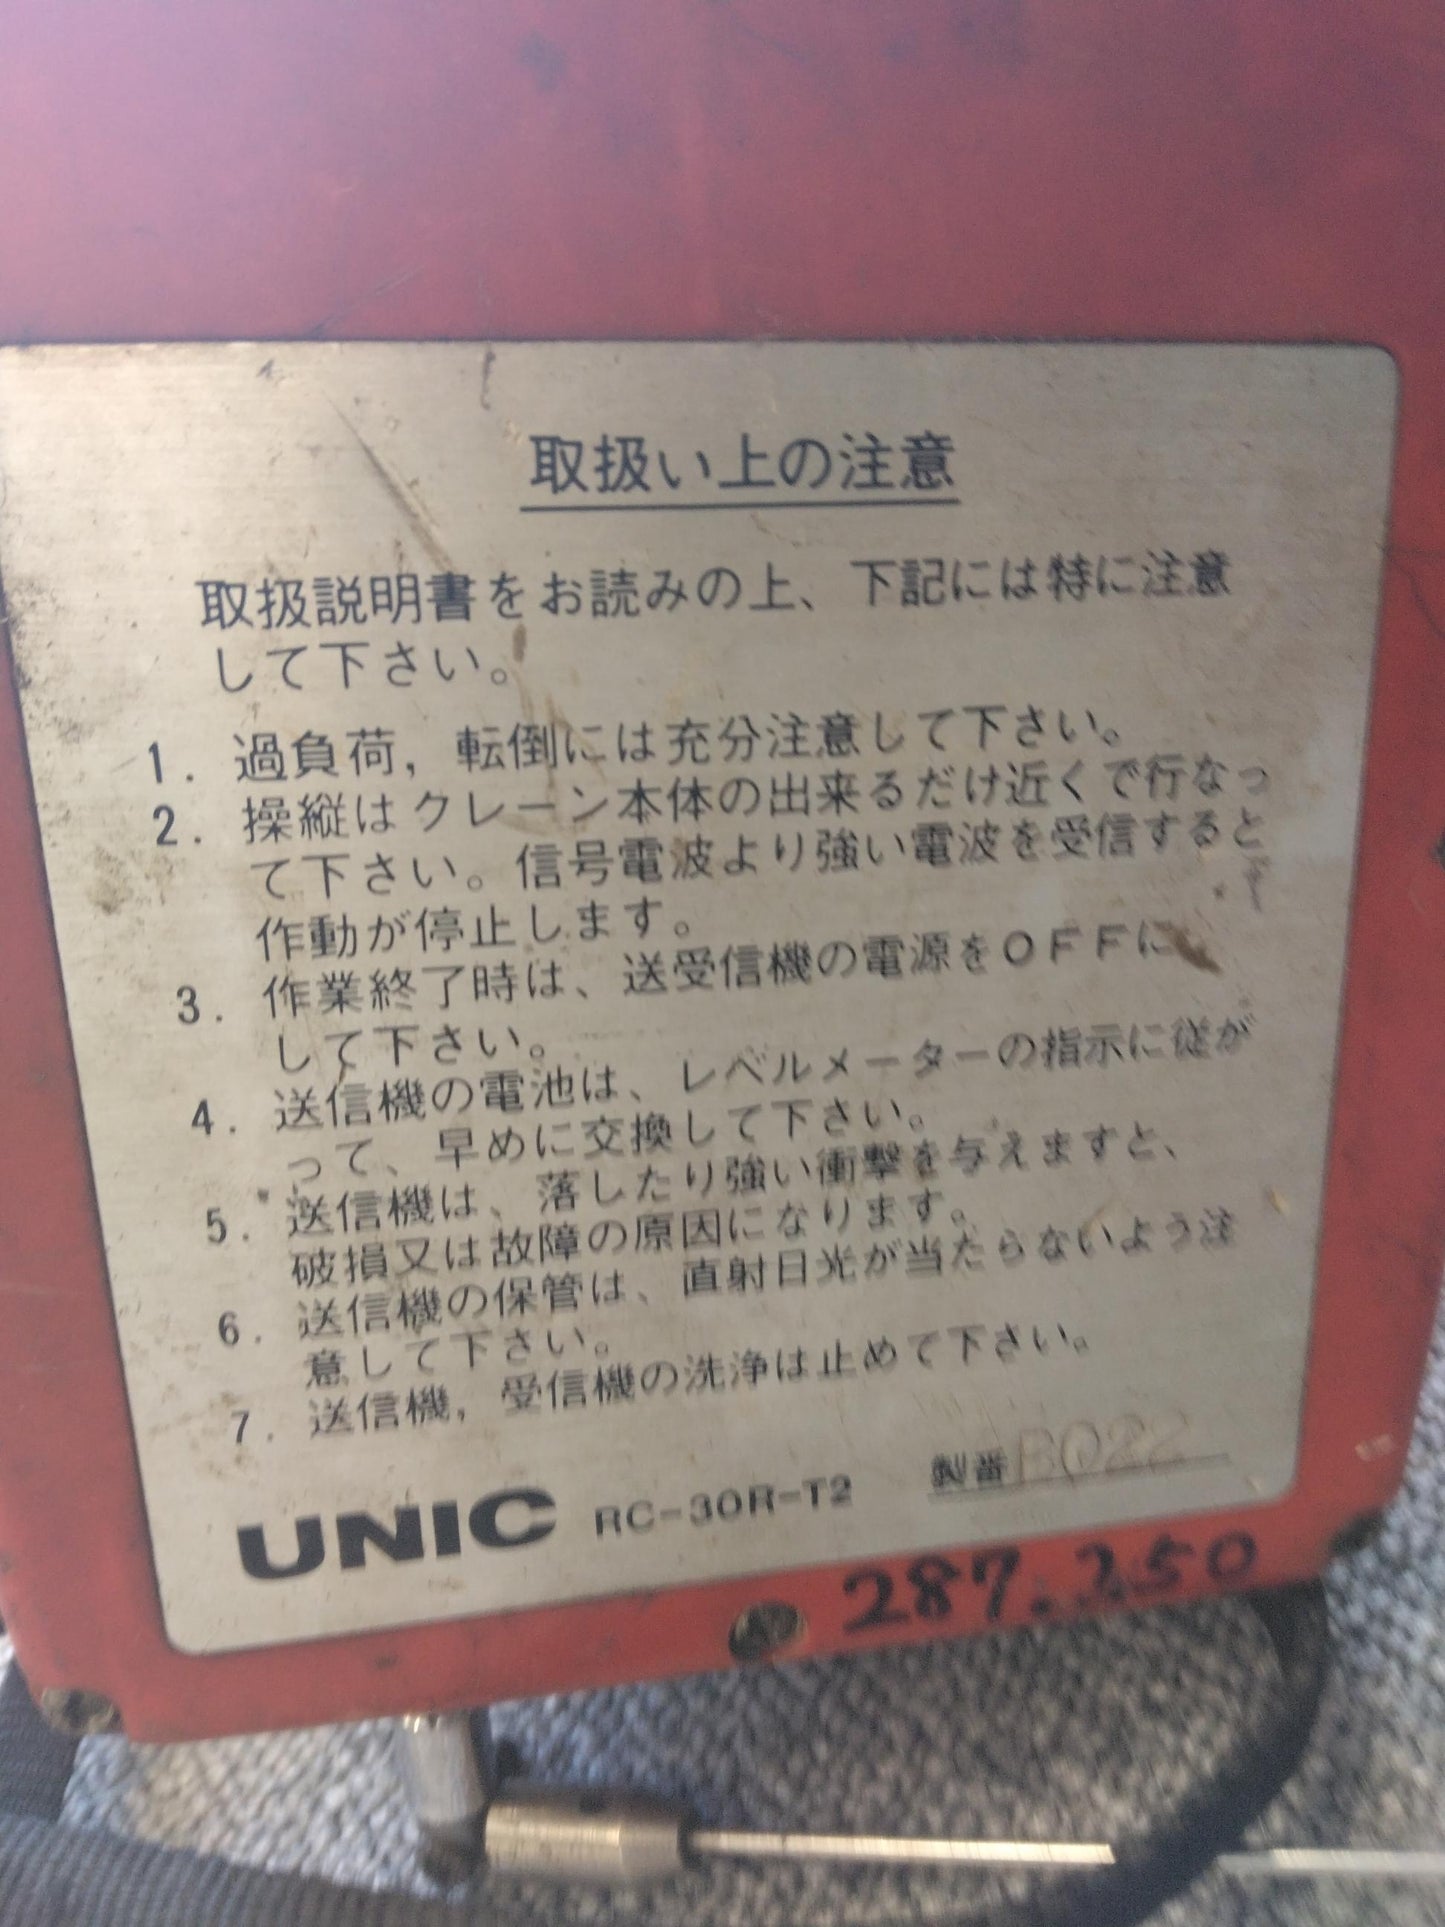 取扱い上の注意
取扱説明書をお読みの上、下記には特に注意
して下さい。
1. 過負荷，転倒には充分注意して下さい。
2. 操縦はクレーン本体の出来るだけ近くで行なっ
て下さい。信号電波より強い電波を受信すると
作動が停止します。
3. 作業終了時は、送受信機の電源をOFFに
して下さい。
4. 送信機の電池は、レベルメーターの指示に従が
って、早めに交換して下さい。
5. 送信機は、落したり強い衝撃を与えますと、
破損又は故障の原因になります。
6. 送信機の保管は、直射日光が当たらないよう注
意して下さい。
7. 送信機，受信機の洗浄は止めて下さい。
UNIC RC-30R-T2 製番
287.250